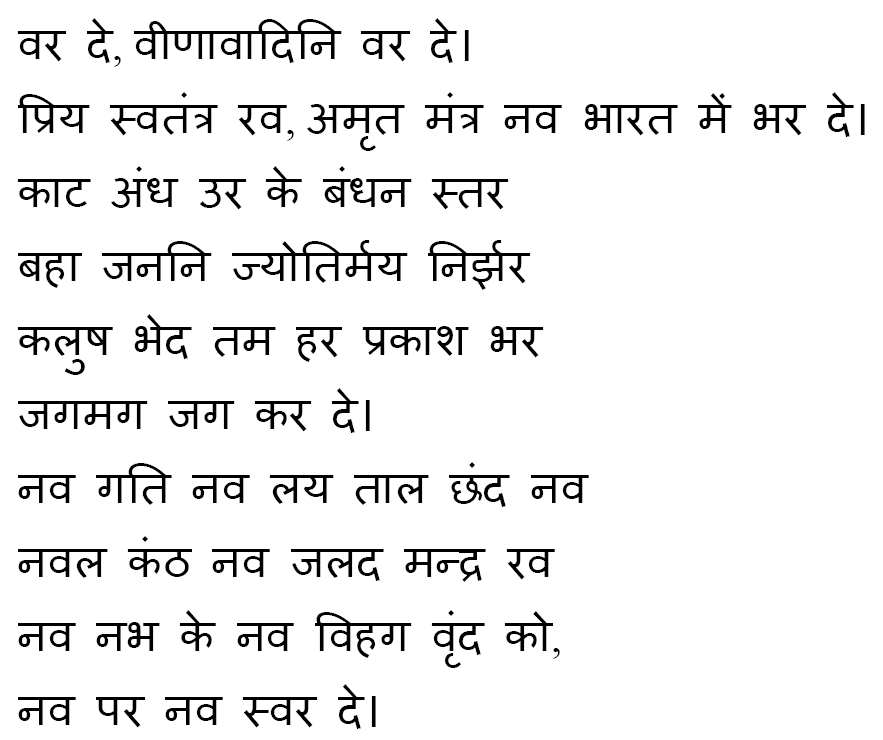 वर दे, वीणावादिनि वर दे।
प्रिय स्वतंत्र रव, अमृत मंत्र नव भारत में भर दे।
काट अंध उर के बंधन स्तर
बहा जननि ज्योतिर्मय निर्झर
कलुष भेद तम हर प्रकाश भर
जगमग जग कर दे।
नव गति नव लय ताल छंद नव
नवल कंठ नव जलद मन्द्र रव
नव नभ के नव विहग वृंद को,
नव पर नव स्वर दे।